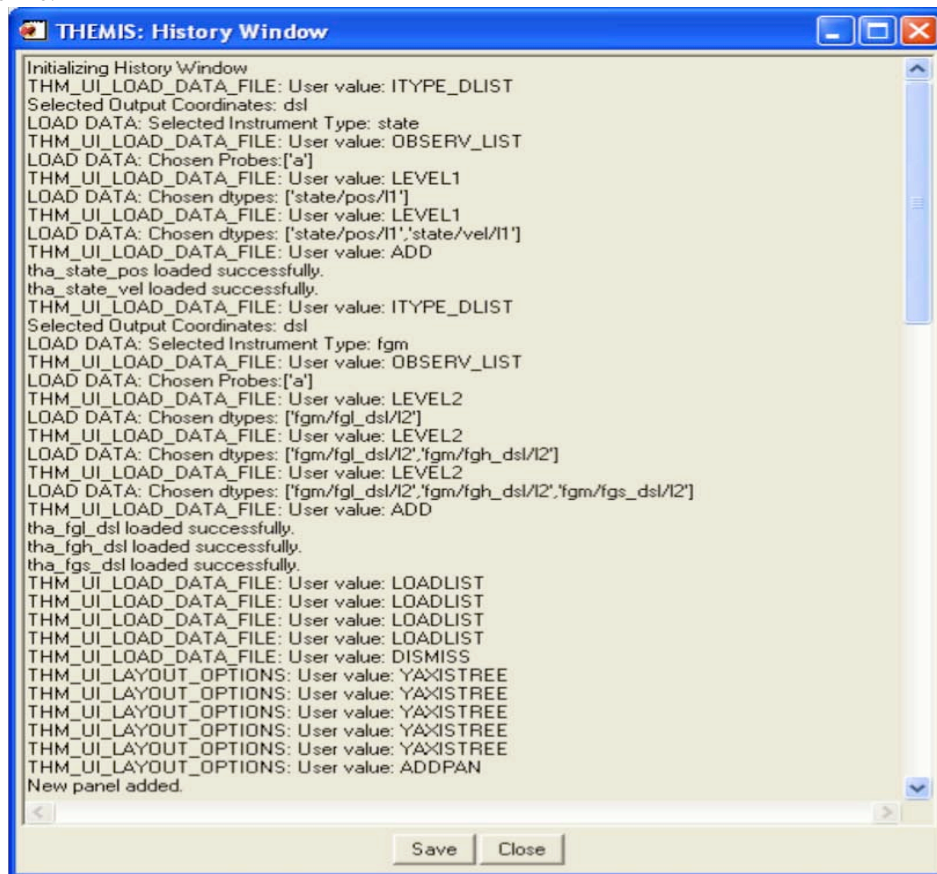 THEMIS: History Window
Initializing History Window
THM_UI_LOAD_DATA_FILE: User value: ITYPE_DLIST
Selected Output Coordinates: dsl
LOAD DATA: Selected Instrument Type: state
THM_UI_LOAD_DATA_FILE: User value: OBSERV_LIST
LOAD DATA: Chosen Probes:['a']
THM_UI_LOAD_DATA_FILE: User value: LEVEL1
LOAD DATA: Chosen dtypes: ['state/pos/l1']
THM_UI_LOAD_DATA_FILE: User value: LEVEL1
LOAD DATA: Chosen dtypes: ['state/pos/l1','state/vel/l1']
THM_UI_LOAD_DATA_FILE: User value: ADD
tha_state_pos loaded successfully.
tha_state_vel loaded successfully.
THM_UI_LOAD_DATA_FILE: User value: ITYPE_DLIST
Selected Output Coordinates: dsl
LOAD DATA: Selected Instrument Type: fgm
THM_UI_LOAD_DATA_FILE: User value: OBSERV_LIST
LOAD DATA: Chosen Probes:['a']
THM_UI_LOAD_DATA_FILE: User value: LEVEL2
LOAD DATA: Chosen dtypes: ['fgm/fgl_dsl/l2']
THM_UI_LOAD_DATA_FILE: User value: LEVEL2
LOAD DATA: Chosen dtypes: ['fgm/fgl_dsl/l2','fgm/fgh_dsl/l2']
THM_UI_LOAD_DATA_FILE: User value: LEVEL2
LOAD DATA: Chosen dtypes: ['fgm/fgl_dsl/l2','fgm/fgh_dsl/l2','fgm/fgs_dsl/l2']
THM_UI_LOAD_DATA_FILE: User value: ADD
tha_fgl_dsl loaded successfully.
tha_fgh_dsl loaded successfully.
tha_fgs_dsl loaded successfully.
THM_UI_LOAD_DATA_FILE: User value: LOADLIST
THM_UI_LOAD_DATA_FILE: User value: LOADLIST
THM_UI_LOAD_DATA_FILE: User value: LOADLIST
THM_UI_LOAD_DATA_FILE: User value: LOADLIST
THM_UI_LOAD_DATA_FILE: User value: DISMISS
THM_UI_LAYOUT_OPTIONS: User value: YAXISTREE
THM_UI_LAYOUT_OPTIONS: User value: YAXISTREE
THM_UI_LAYOUT_OPTIONS: User value: YAXISTREE
THM_UI_LAYOUT_OPTIONS: User value: YAXISTREE
THM_UI_LAYOUT_OPTIONS: User value: YAXISTREE
THM_UI_LAYOUT_OPTIONS: User value: ADDPAN
New panel added.
Save Close